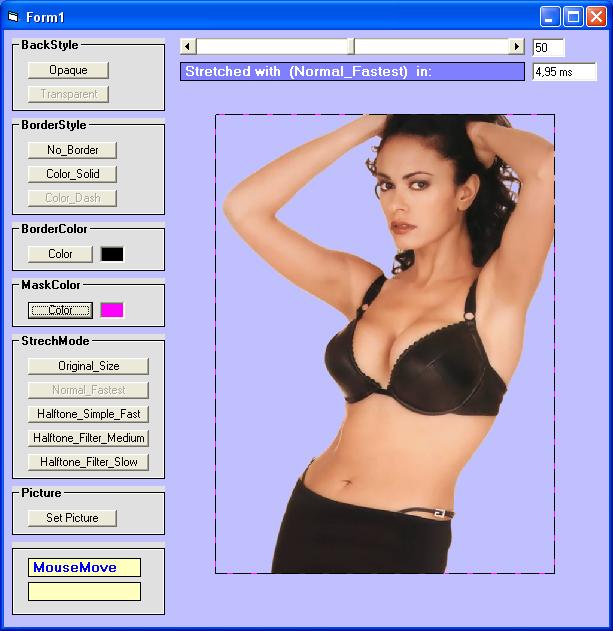 Form1
BackStyle
Opaque
Transparent
BorderStyle
No_Border
Color_Solid
Color_Dash
BorderColor
Color
MaskColor
Color
StrechMode
Original_Size
Normal_Fastest
Halftone_Simple_Fast
Halftone_Filter_Medium
Halftone_Filter_Slow
Picture
Set Picture
MouseMove
50
Stretched with (Normal_Fastest) in:
4,95 ms